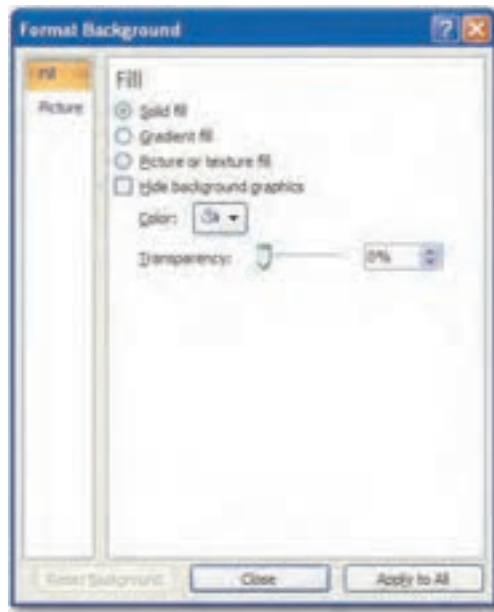 Format Background
?
Fill
Picture
Fill
Solid fill
Gradient fill
Picture or texture fill
Hide background graphics
Color:
Transparency: 0%
Reset Background Close Apply to All